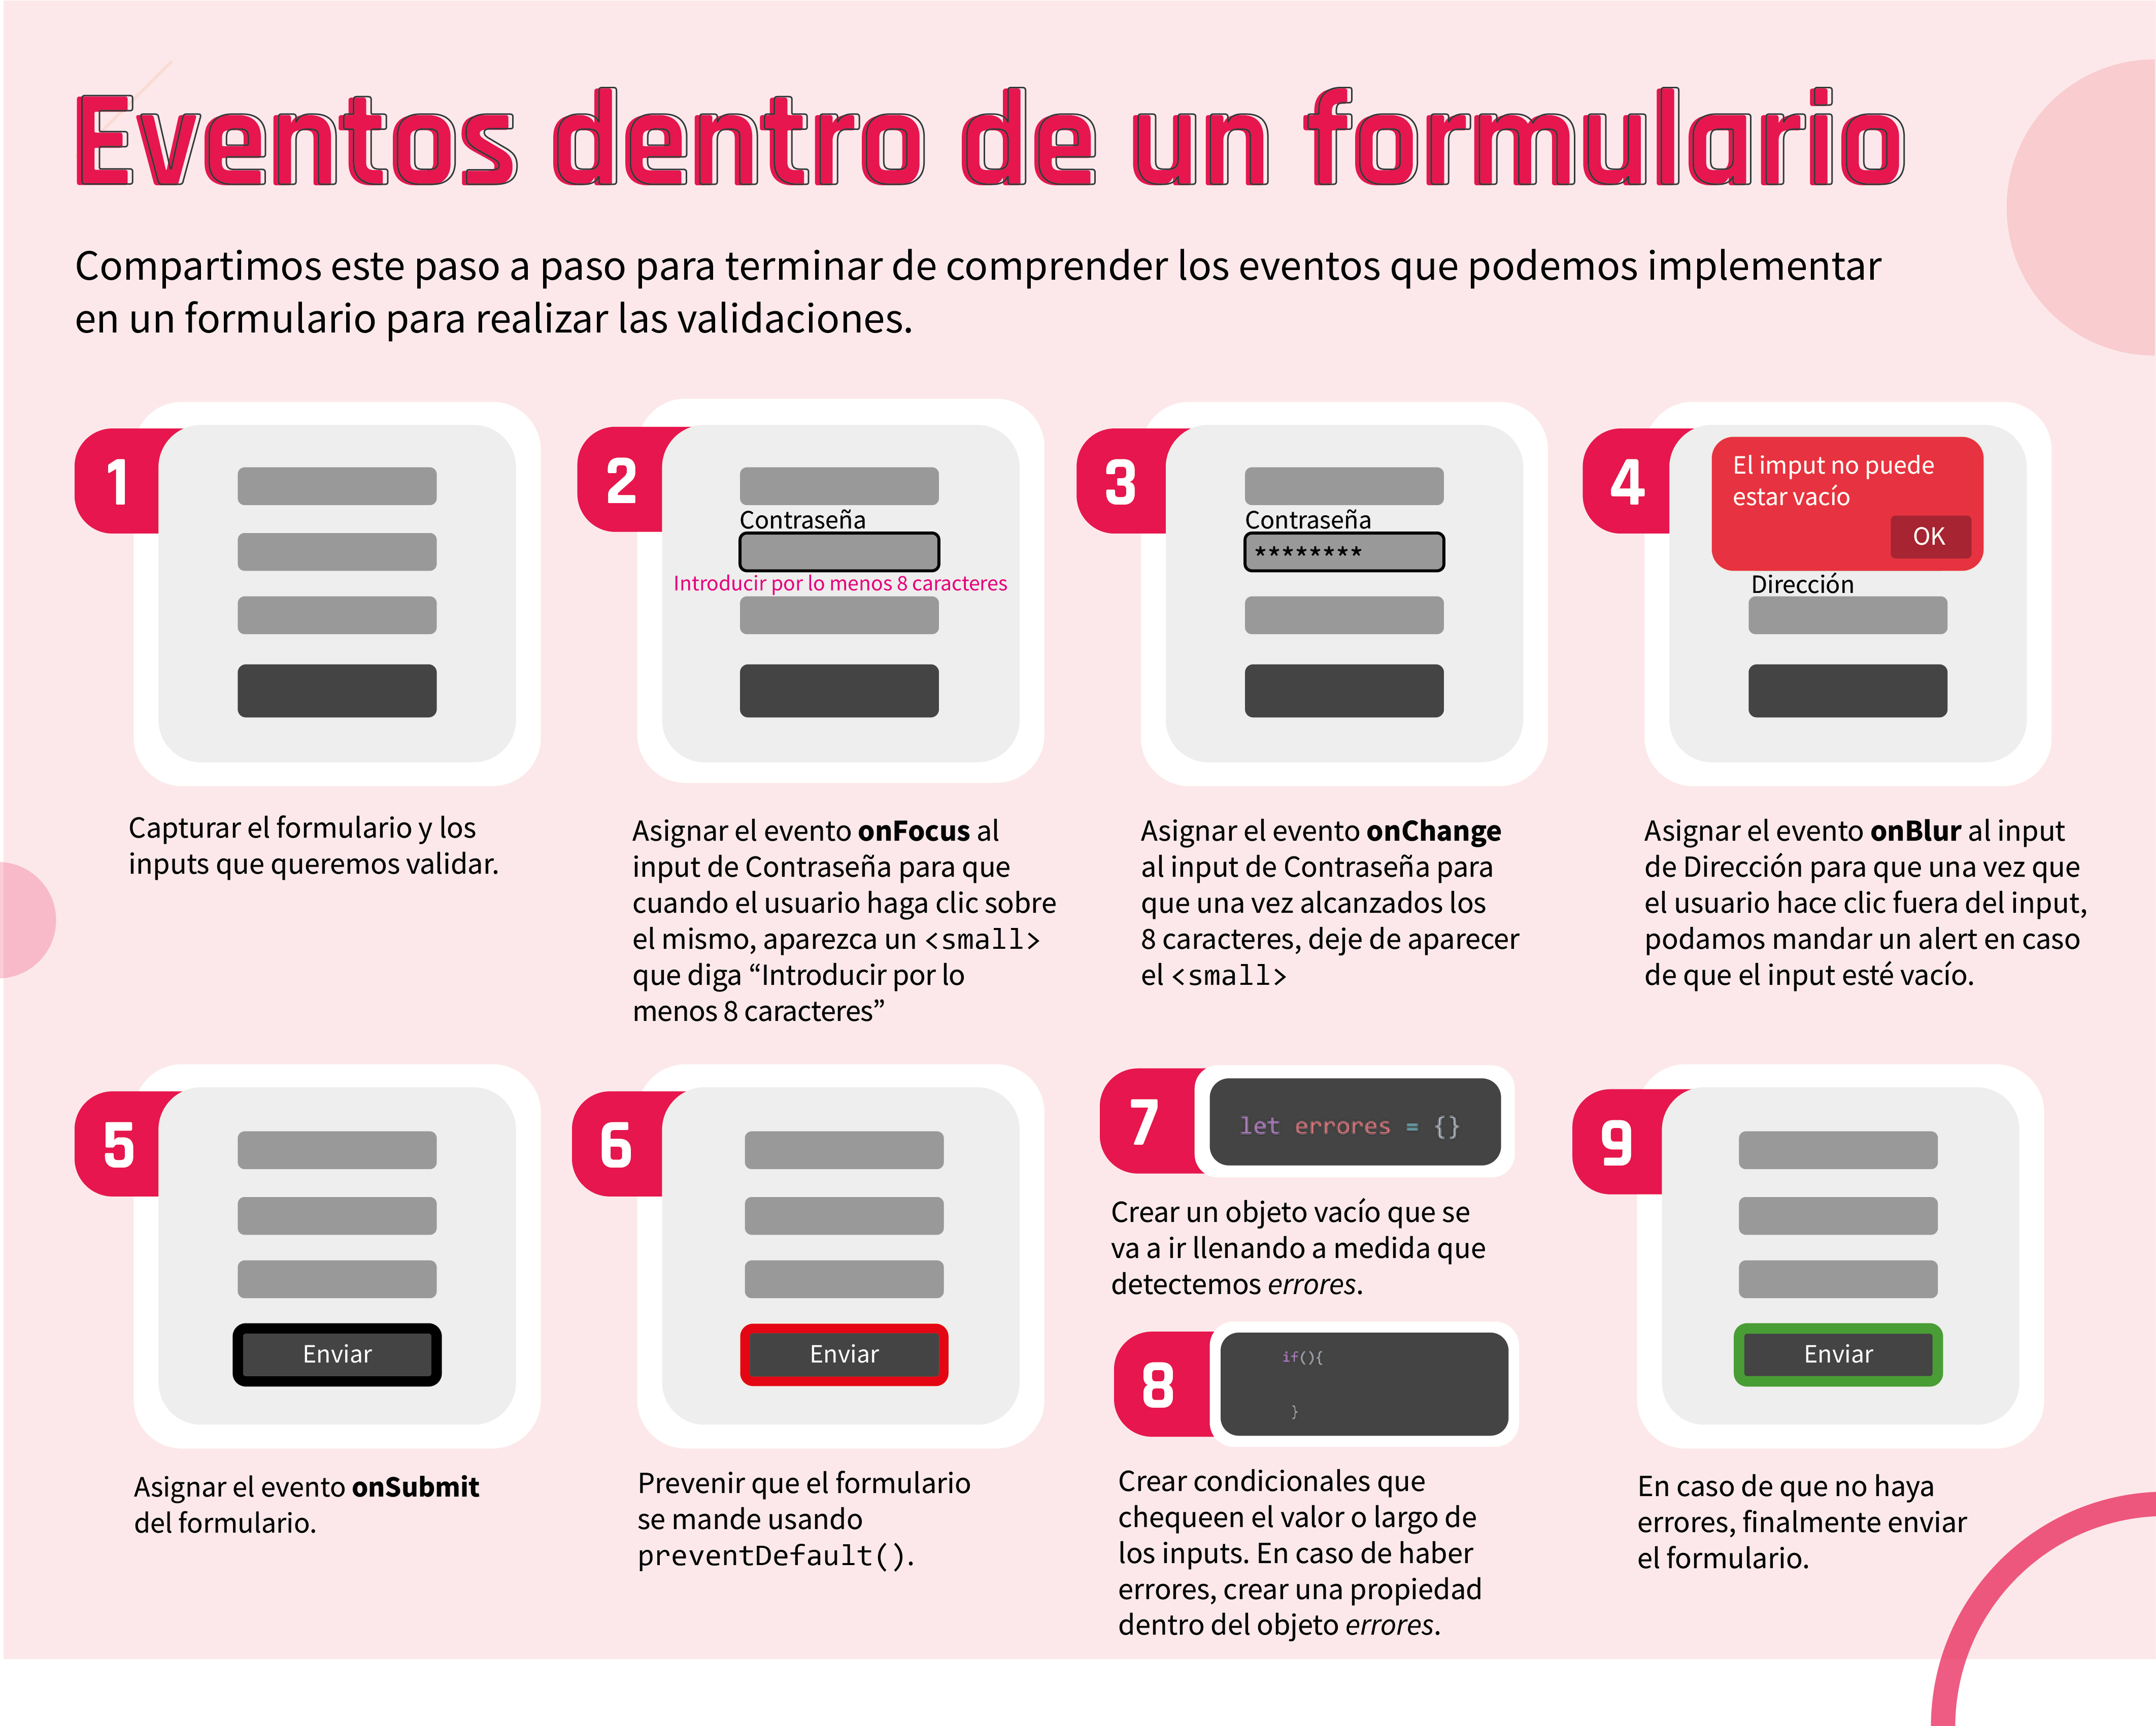 Eventos dentro de un formulario
Compartimos este paso a paso para terminar de comprender los eventos que podemos implementar
en un formulario para realizar las validaciones.
1
Capturar el formulario y los
inputs que queremos validar.
2
Contraseña
Introducir por lo menos 8 caracteres
Asignar el evento onFocus al
input de Contraseña para que
cuando el usuario haga clic sobre
el mismo, aparezca un <small>
que diga “Introducir por lo
menos 8 caracteres”
3
Contraseña
********
Asignar el evento onChange
al input de Contraseña para
que una vez alcanzados los
8 caracteres, deje de aparecer
el <small>
4
El imput no puede
estar vacío
OK
Dirección
Asignar el evento onBlur al input
de Dirección para que una vez que
el usuario hace clic fuera del input,
podamos mandar un alert en caso
de que el input esté vacío.
5
Enviar
Asignar el evento onSubmit
del formulario.
6
Enviar
Prevenir que el formulario
se mande usando
preventDefault().
7
let errores = {}
Crear un objeto vacío que se
va a ir llenando a medida que
detectemos errores.
8
if(){
}
Crear condicionales que
chequeen el valor o largo de
los inputs. En caso de haber
errores, crear una propiedad
dentro del objeto errores.
9
Enviar
En caso de que no haya
errores, finalmente enviar
el formulario.